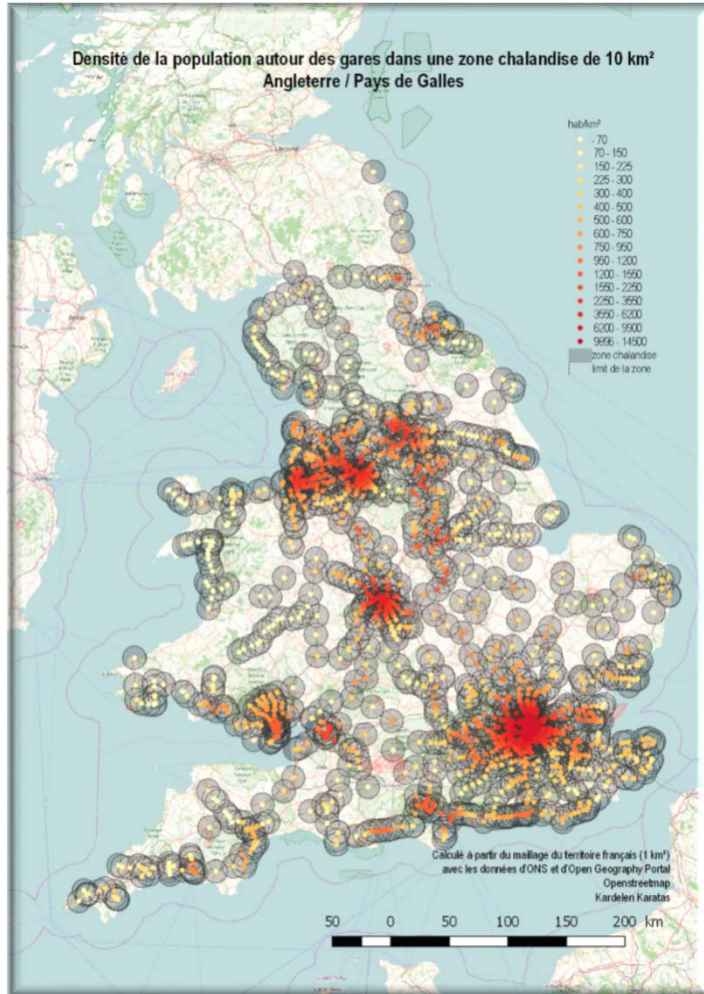 Densité de la population autour des gares dans une zone chalandise de 10 km²
Angleterre / Pays de Galles
hab/km²
- 70
70 - 150
150 - 225
225 - 300
300 - 400
400 - 500
500 - 600
600 - 750
750 - 950
950 - 1200
1200 - 1550
1550 - 2250
2250 - 3550
3550 - 6200
6200 - 9900
9896 - 14500
zone chalandise
limit de la zone
Calculé à partir du maillage du territoire français (1 km²)
avec les données d'ONS et d'Open Geography Portal
Openstreetmap
Kardelen Karatas
50 0 50 100 150 200 km